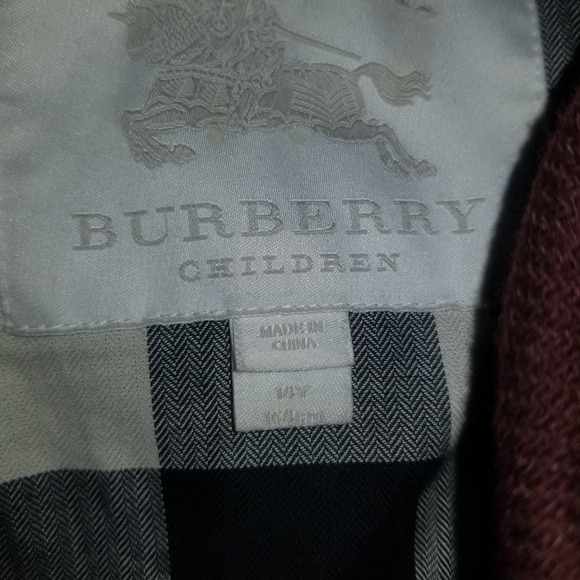 BURBERRY
CHILDREN
MADE IN
CHINA
14Y
164cm